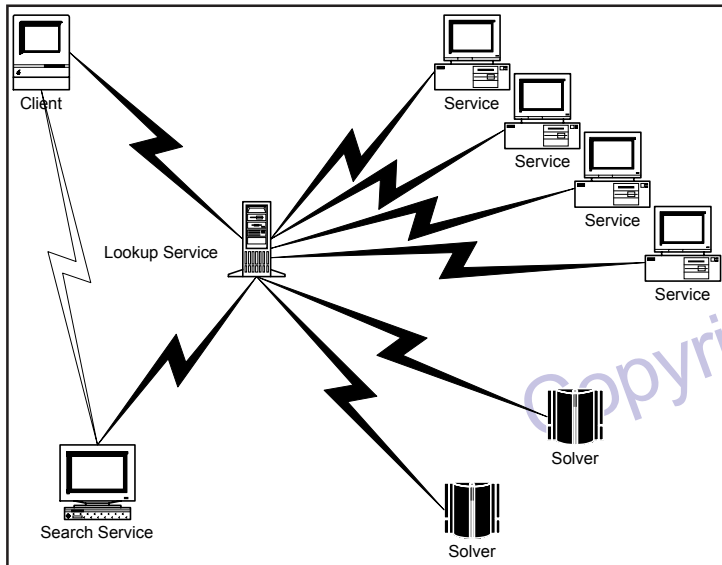 Client
Service
Service
Service
Lookup Service
Service
Solver
Search Service
Solver